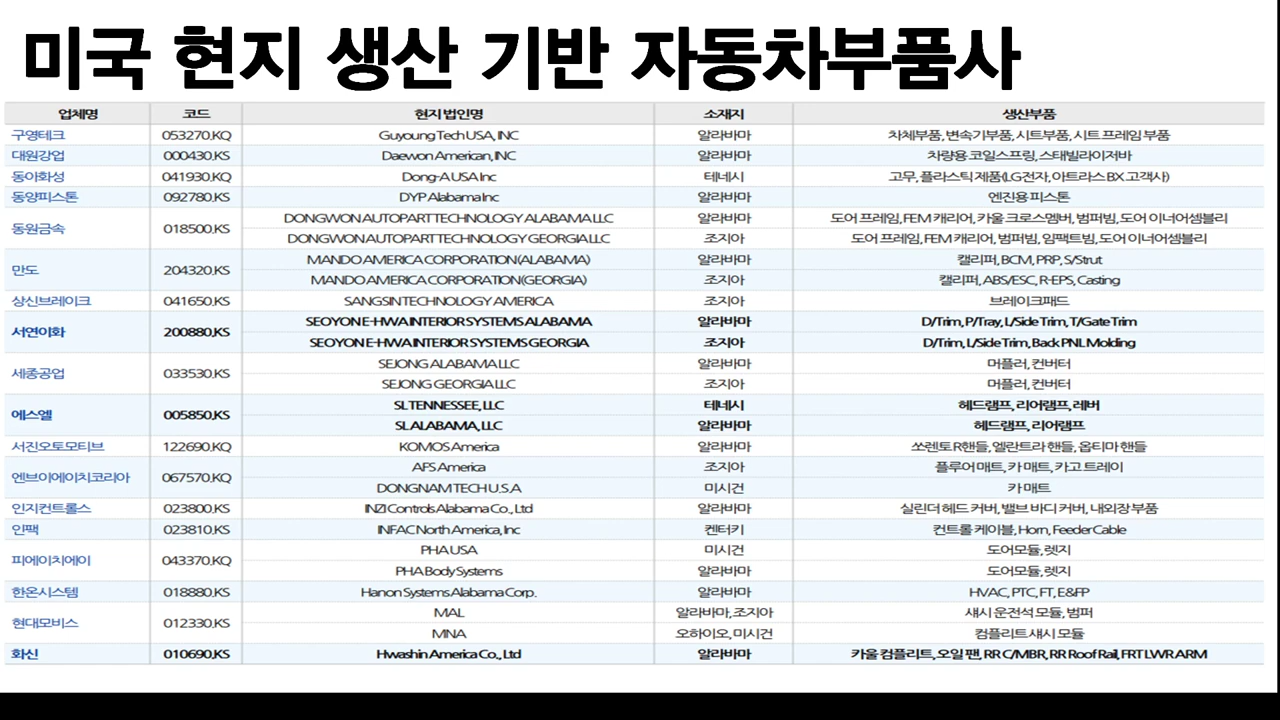 미국 현지 생산 기반 자동차부품사
업체명 코드 현지법인명 소재지 생산부품
구영테크 053270.KQ Guyoung Tech USA, INC 알라바마 차체부품, 변속기부품, 시트부품, 시트 프레임 부품
대원강업 000430.KS Daewon American, INC 알라바마 차량용 코일스프링, 스태빌라이저바
동아화성 041930.KQ Dong-A USA Inc 테네시 고무, 플라스틱 제품(LG전자, 아트라스BX 고객사)
동양피스톤 092780.KS DYP Alabama Inc 알라바마 엔진용 피스톤
동원금속 018500.KS DONGWON AUTOPART TECHNOLOGY ALABAMA LLC 알라바마 도어 프레임, FEM 캐리어, 카울 크로스멤버, 범퍼빔, 도어 이너어셈블리
DONGWON AUTOPART TECHNOLOGY GEORGIA LLC 조지아 도어 프레임, FEM 캐리어, 범퍼빔, 임팩트빔, 도어 이너어셈블리
만도 204320.KS MANDO AMERICA CORPORATION(ALABAMA) 알라바마 캘리퍼, BCM, PRP, S/Strut
MANDO AMERICA CORPORATION(GEORGIA) 조지아 캘리퍼, ABS/ESC, R-EPS, Casting
상신브레이크 041650.KS SANGSIN TECHNOLOGY AMERICA 조지아 브레이크패드
서연이화 200880.KS SEOYON E-HWA INTERIOR SYSTEMS ALABAMA 알라바마 D/Trim, P/Tray, L/Side Trim, T/Gate Trim
SEOYON E-HWA INTERIOR SYSTEMS GEORGIA 조지아 D/Trim, L/Side Trim, Back PNL Molding
세종공업 033530.KS SEJONG ALABAMA LLC 알라바마 머플러, 컨버터
SEJONG GEORGIA LLC 조지아 머플러, 컨버터
에스엘 005850.KS SL TENNESSEE, LLC 테네시 헤드램프, 리어램프, 레버
SL ALABAMA, LLC 알라바마 헤드램프, 리어램프
서진오토모티브 122690.KQ KOMOS America 알라바마 쏘렌토 R핸들, 엘란트라 핸들, 옵티마 핸들
엔브이에이치코리아 067570.KQ AFS America 조지아 플루어 매트, 카 매트, 카고 트레이
DONGNAM TECH U.S.A 미시건 카 매트
인지컨트롤스 023800.KS INZI Controls Alabama Co., Ltd 알라바마 실린더 헤드 커버, 밸브 바디 커버, 내외장 부품
인팩 023810.KS INFAC North America, Inc 켄터키 컨트롤 케이블, Horn, Feeder Cable
피에이치에이 043370.KQ PHA USA 미시건 도어모듈, 렛지
PHA Body Systems 알라바마 도어모듈, 렛지
한온시스템 018880.KS Hanon Systems Alabama Corp. 알라바마 HVAC, PTC, FT, E&FP
현대모비스 012330.KS MAL 알라바마, 조지아 섀시 운전석 모듈, 범퍼
MNA 오하이오, 미시건 컴플리트 섀시 모듈
화신 010690.KS Hwashin America Co., Ltd 알라바마 카울 컴플리트, 오일 팬, RR C/MBR, RR Roof Rail, FRT LWR ARM